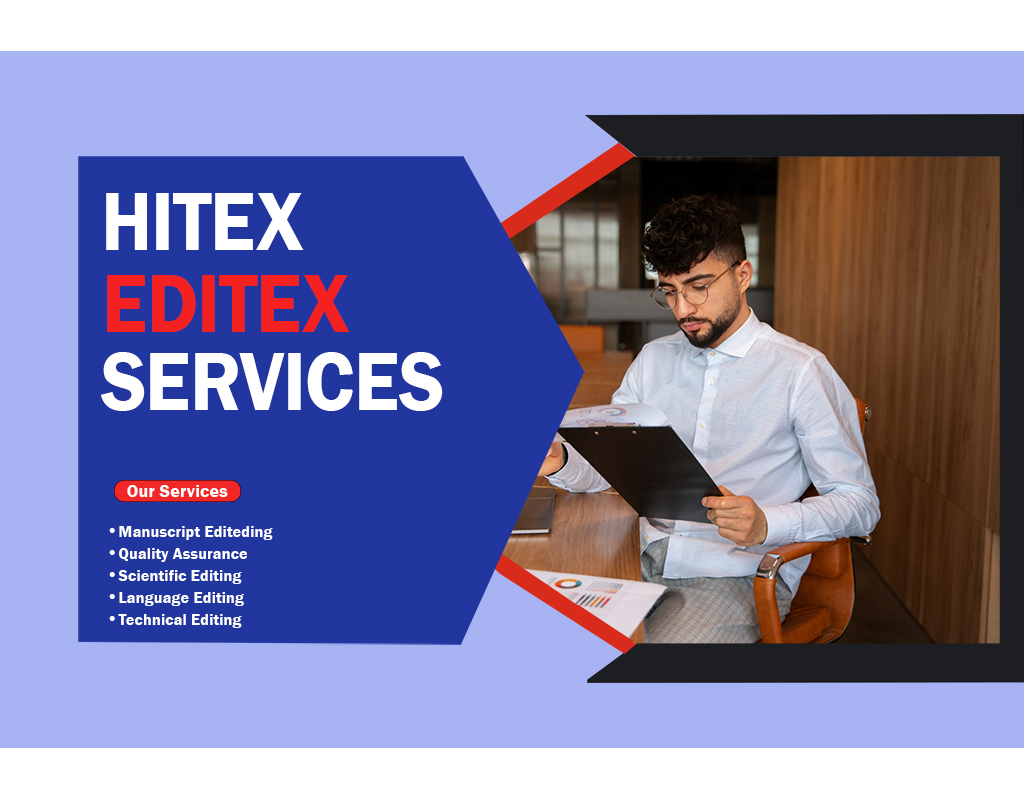 HITEX
EDITEX
SERVICES
Our Services
• Manuscript Editeding
• Quality Assurance
• Scientific Editing
• Language Editing
• Technical Editing